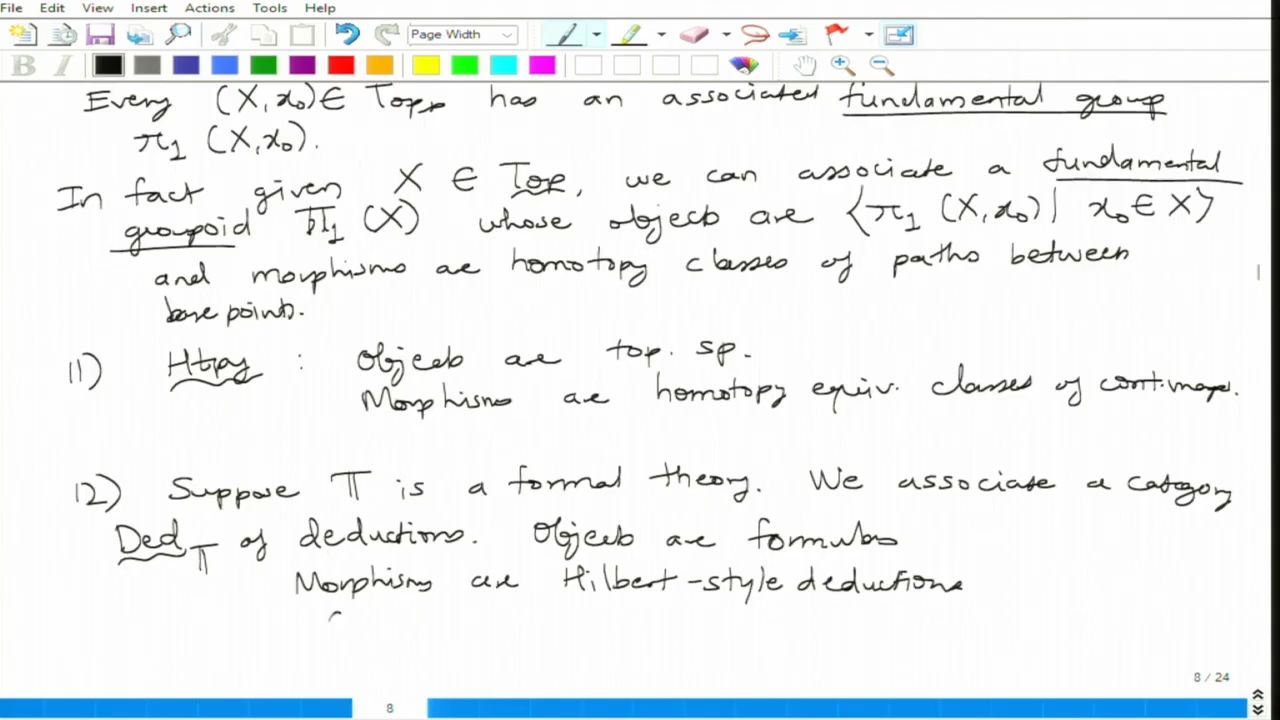 File Edit View Insert Actions Tools Help
Page Width
B I
Every (X,x₀) ∈ Top* has an associated fundamental group
π₁ (X,x₀).
In fact given X ∈ Top, we can associate a fundamental
groupoid Π₁ (X) whose objects are ⟨π₁ (X,x₀) | x₀ ∈ X⟩
and morphisms are homotopy classes of paths between
base points.
11) Htpy : Objects are top. sp.
Morphisms are homotopy equiv. classes of cont. maps.
12) Suppose 𝕋 is a formal theory. We associate a category
Ded_𝕋 of deductions. Objects are formulas
Morphisms are Hilbert-style deductions
8 / 24
8